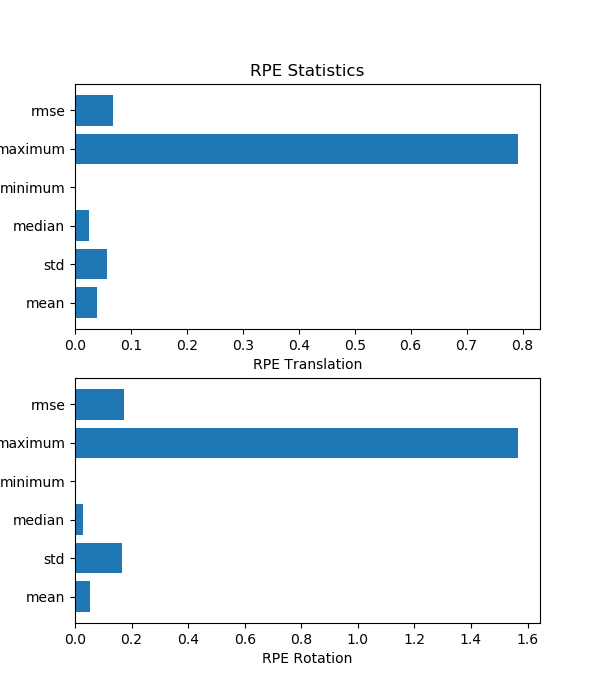 RPE Statistics
rmse
maximum
minimum
median
std
mean
0.0 0.1 0.2 0.3 0.4 0.5 0.6 0.7 0.8
RPE Translation
rmse
maximum
minimum
median
std
mean
0.0 0.2 0.4 0.6 0.8 1.0 1.2 1.4 1.6
RPE Rotation